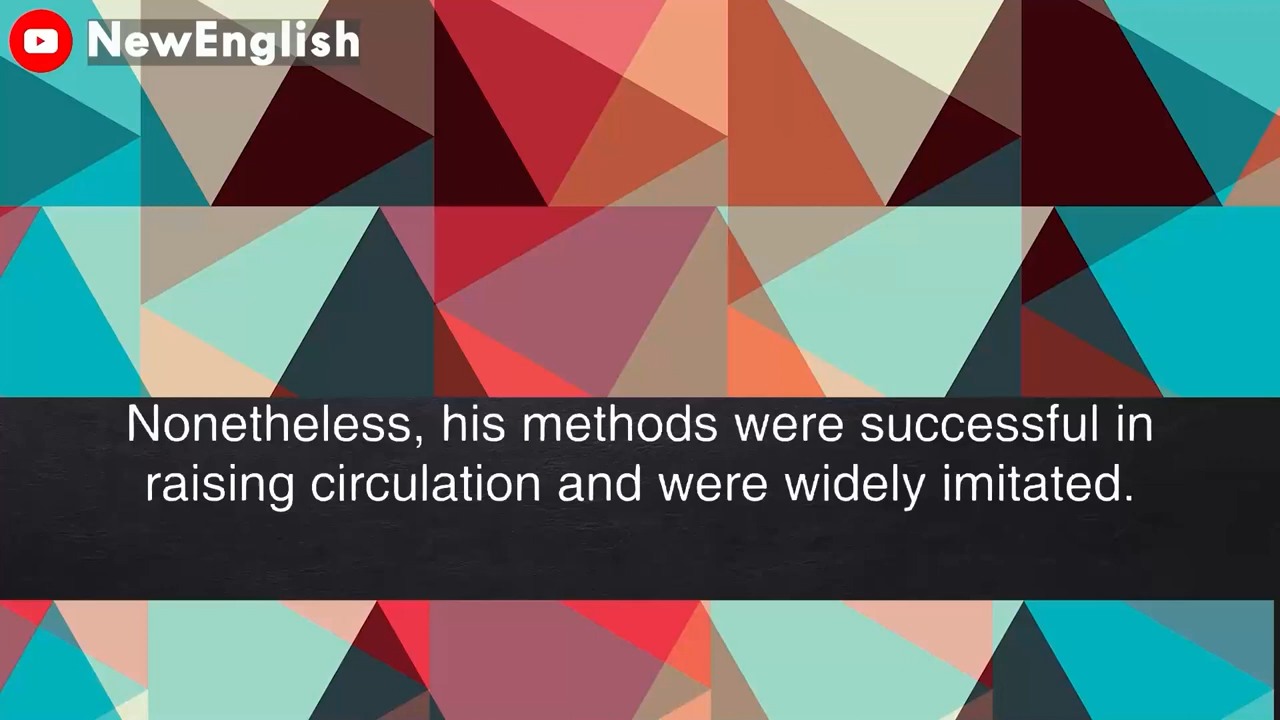 NewEnglish
Nonetheless, his methods were successful in
raising circulation and were widely imitated.